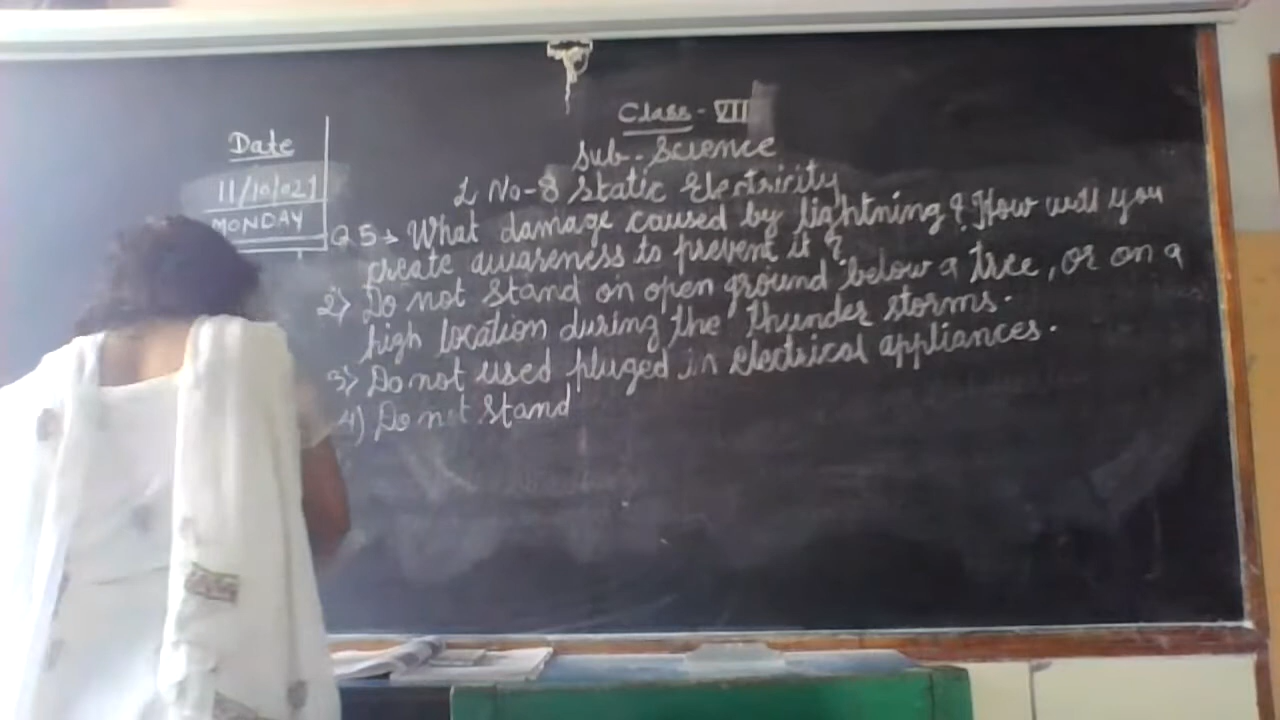 Class - VII
Date
Sub - Science
11/10/021
L No-8 Static Electricity
MONDAY
Q 5→ What damage caused by lightning? How will you
create awareness to prevent it?
2) Do not stand on open ground below a tree, or on a
high location during the thunder storms.
3) Do not used pluged in electrical appliances.
4) Do not stand